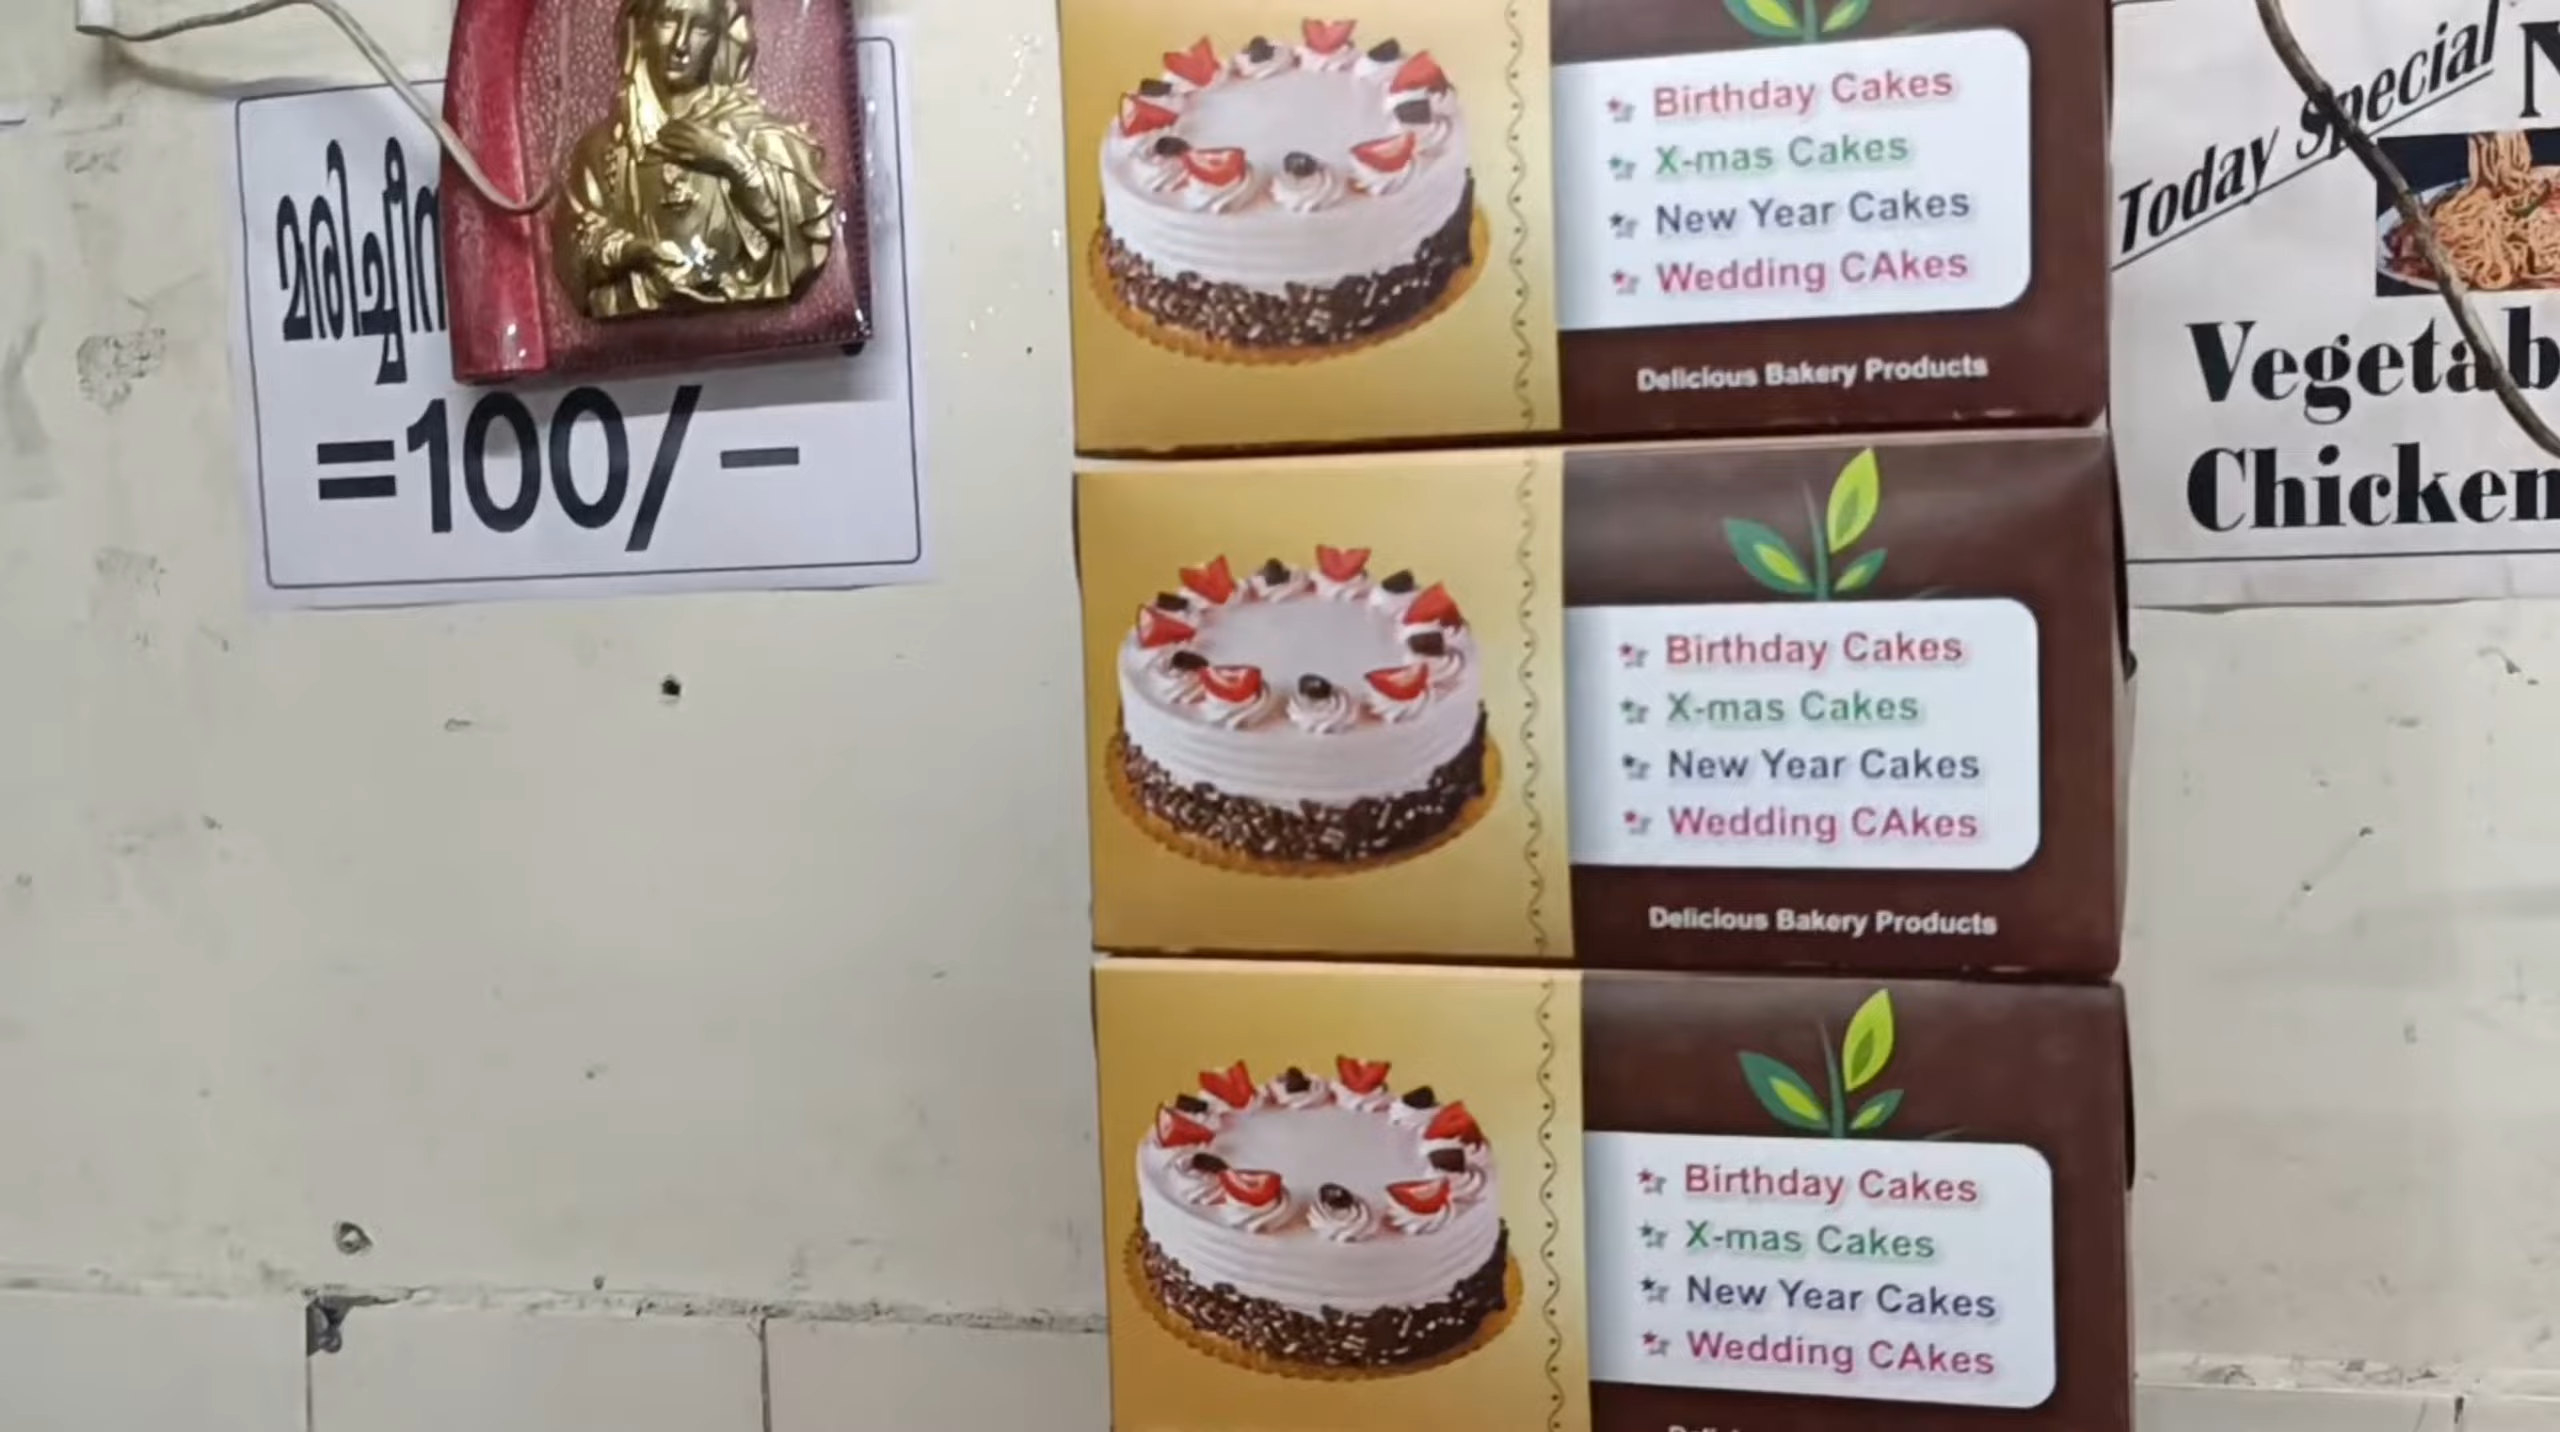 =100/-
Birthday Cakes
X-mas Cakes
New Year Cakes
Wedding CAkes
Delicious Bakery Products
Birthday Cakes
X-mas Cakes
New Year Cakes
Wedding CAkes
Delicious Bakery Products
Birthday Cakes
X-mas Cakes
New Year Cakes
Wedding CAkes
Today Special
Chicken